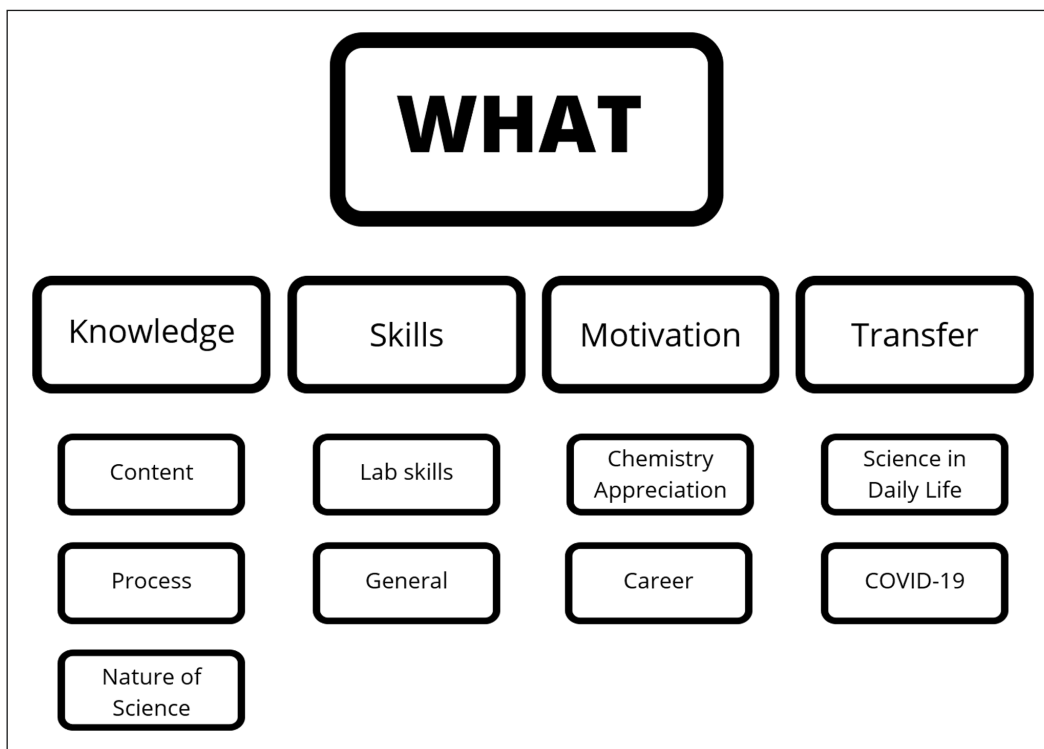 WHAT
Knowledge
Skills
Motivation
Transfer
Content
Lab skills
Chemistry
Appreciation
Science in
Daily Life
Process
General
Career
COVID-19
Nature of
Science